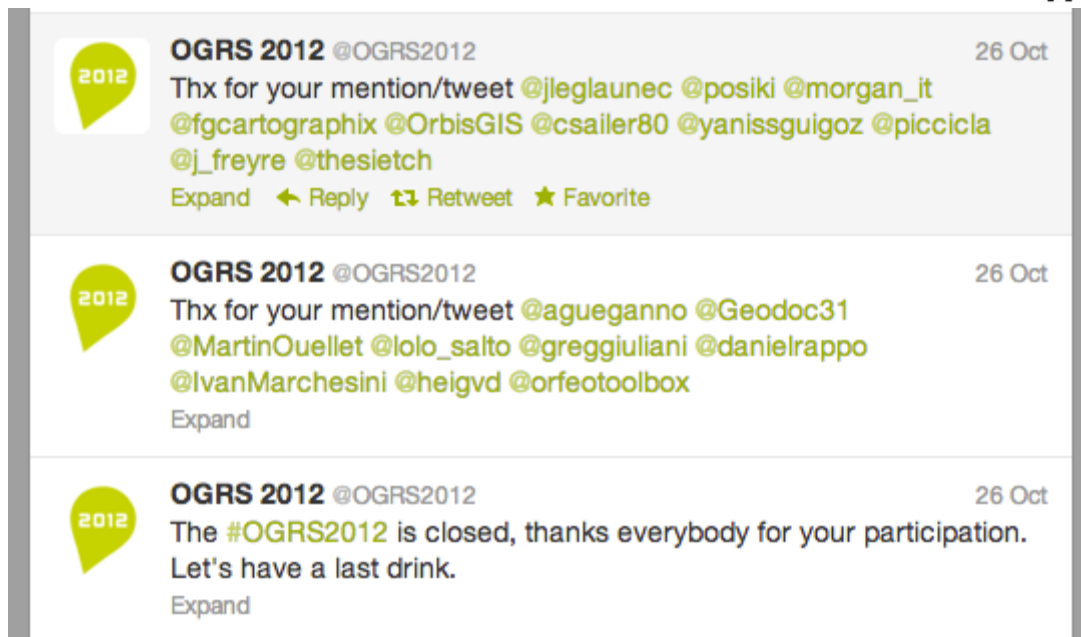 OGRS 2012 @OGRS2012 26 Oct
2012
Thx for your mention/tweet @jleglaunec @posiki @morgan_it
@fgcartographix @OrbisGIS @csailer80 @yanissguigoz @piccicla
@j_freyre @thesietch
Expand Reply Retweet Favorite
OGRS 2012 @OGRS2012 26 Oct
2012
Thx for your mention/tweet @agueganno @Geodoc31
@MartinOuellet @lolo_salto @greggiuliani @danielrappo
@IvanMarchesini @heigvd @orfeotoolbox
Expand
OGRS 2012 @OGRS2012 26 Oct
2012
The #OGRS2012 is closed, thanks everybody for your participation.
Let's have a last drink.
Expand